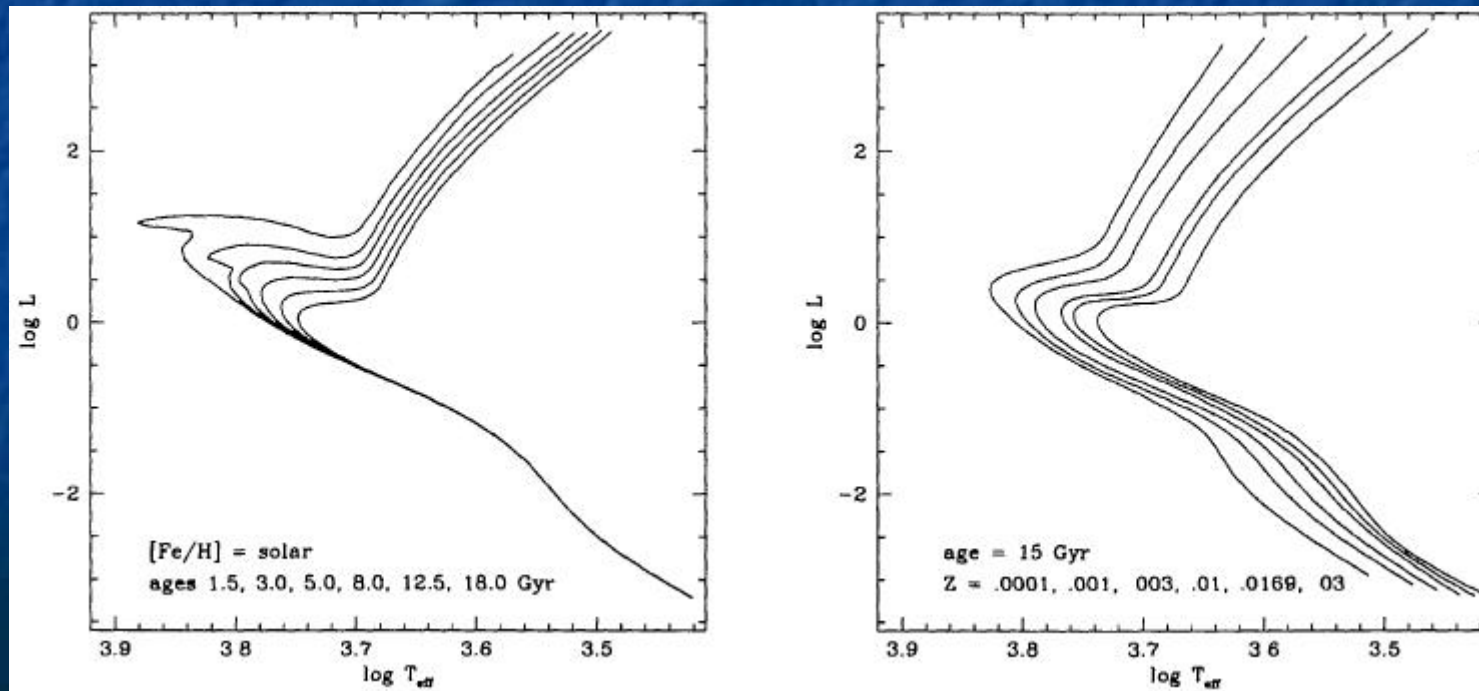 2
0
-2
log L
[Fe/H] = solar
ages 1.5, 3.0, 5.0, 8.0, 12.5, 18.0 Gyr
3.9 3 8 3.7 3.6 3.5
log T_eff
2
0
-2
log L
age = 15 Gyr
Z = .0001, .001, 003, .01, .0169, 03
3.9 3.8 3.7 3 6 3.5
log T_eff